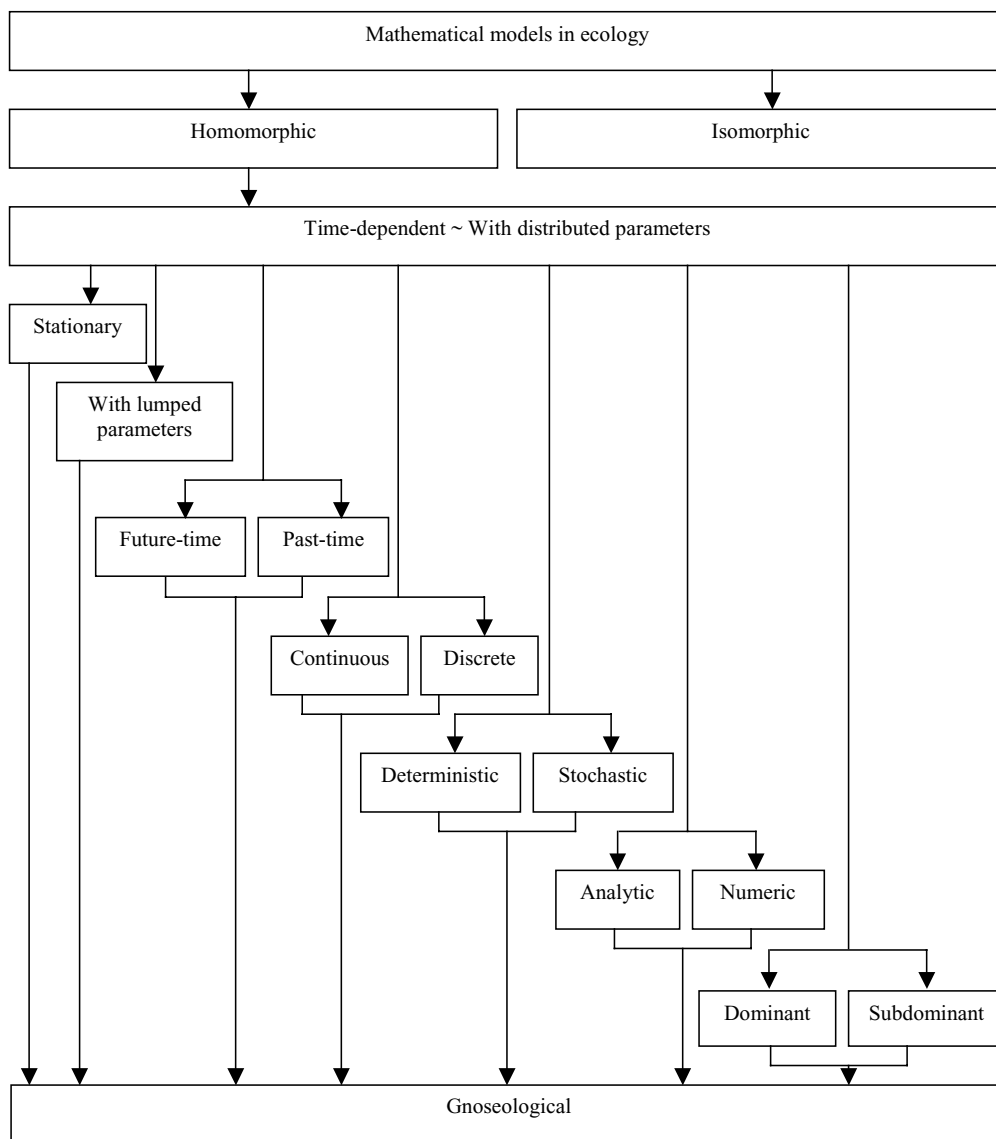 Mathematical models in ecology
Homomorphic
Isomorphic
Time-dependent ~ With distributed parameters
Stationary
With lumped
parameters
Future-time
Past-time
Continuous
Discrete
Deterministic
Stochastic
Analytic
Numeric
Dominant
Subdominant
Gnoseological